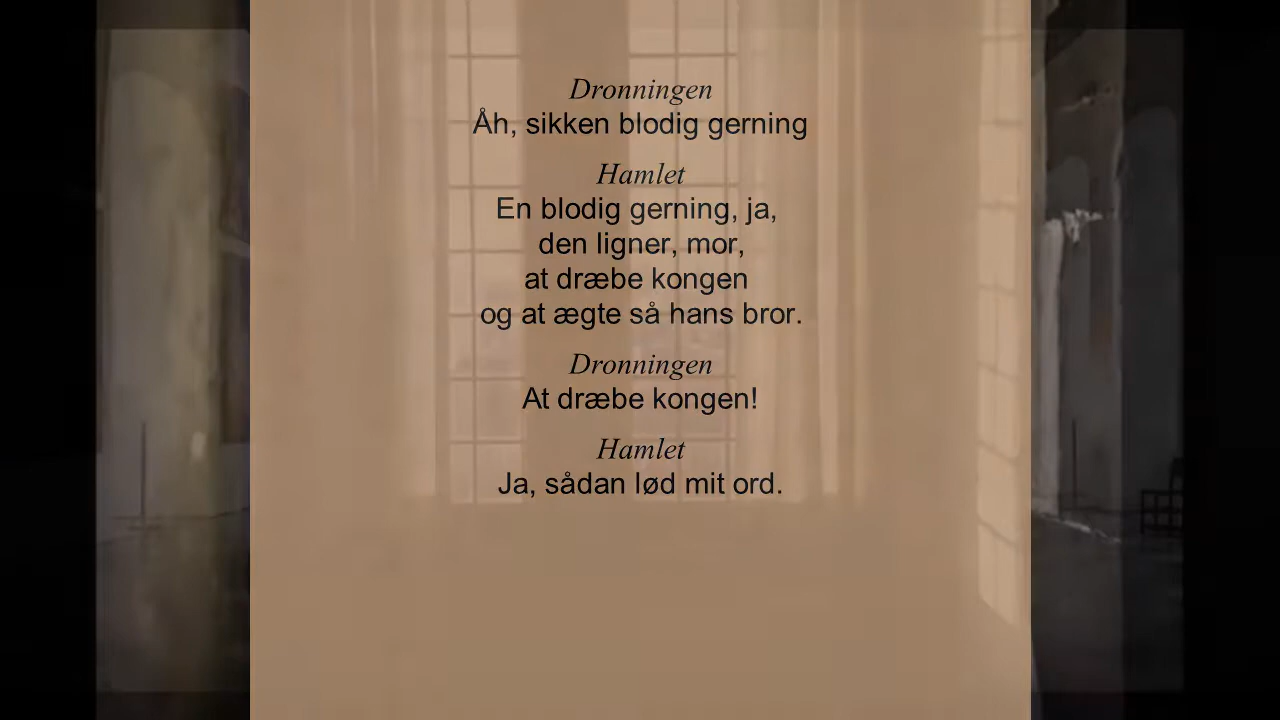 Dronningen
Åh, sikken blodig gerning
Hamlet
En blodig gerning, ja,
den ligner, mor,
at dræbe kongen
og at ægte så hans bror.
Dronningen
At dræbe kongen!
Hamlet
Ja, sådan lød mit ord.